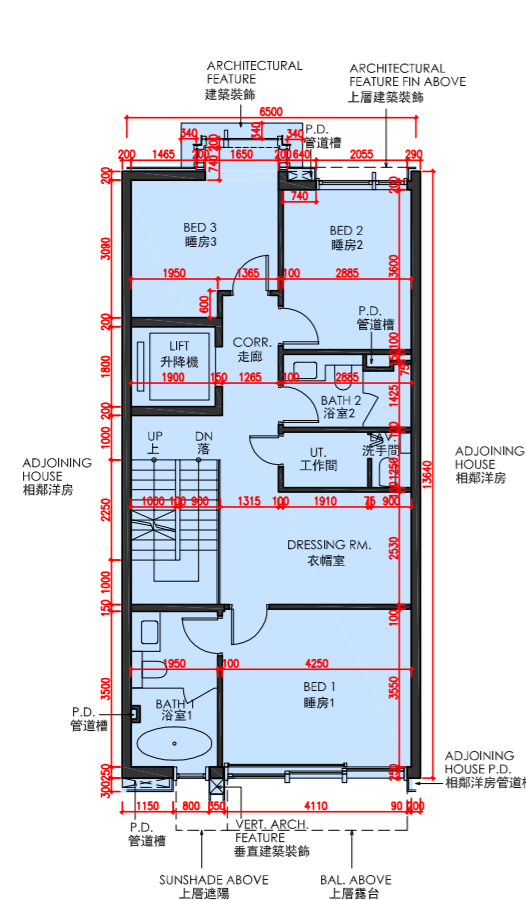 ARCHITECTURAL
FEATURE
建築裝飾
ARCHITECTURAL
FEATURE FIN ABOVE
上層建築裝飾
6500
340
340
340
P.D.
管道槽
200 1465 200 1650 200 640 2055 290
200
740
200
740
200
BED 3
睡房3
BED 2
睡房2
3090
3600
1950 1365 100 2885
600
P.D.
管道槽
200
100
LIFT
升降機
CORR.
走廊
75
1800
1900 150 1265 100 2885
1425
BATH 2
浴室2
200
1000
UP
上
DN
落
UT.
工作間
LAV.
洗手間
1250
ADJOINING
HOUSE
相鄰洋房
ADJOINING
HOUSE
相鄰洋房
13640
2250
1000 100 900 1315 100 1910 75 900
DRESSING RM.
衣帽室
2530
1000
150
100
1950 100 4250
3500
3550
BED 1
睡房1
BATH 1
浴室1
P.D.
管道槽
250
300
250
ADJOINING
HOUSE P.D.
相鄰洋房管道槽
1150 800 350 4110 90 200
P.D.
管道槽
VERT. ARCH.
FEATURE
垂直建築裝飾
SUNSHADE ABOVE
上層遮陽
BAL. ABOVE
上層露台